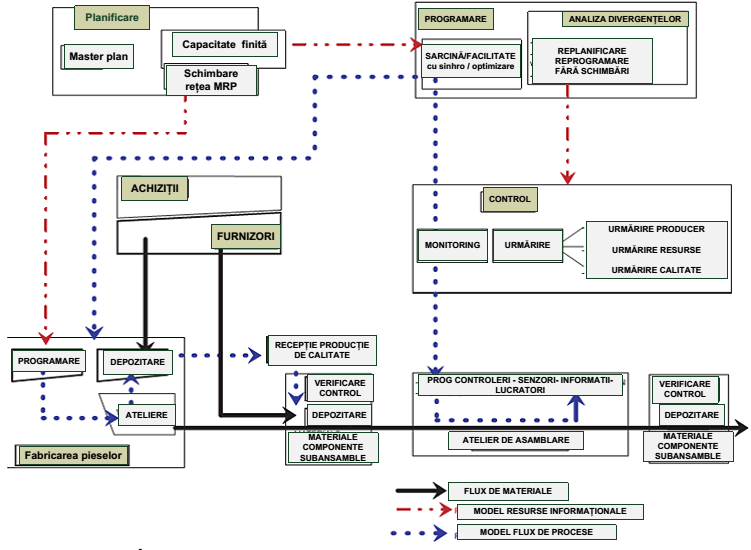 Planificare
Master plan
Capacitate finită
Schimbare
rețea MRP
PROGRAMARE
SARCINĂ/FACILITATE
cu sinhro / optimizare
ANALIZA DIVERGENȚELOR
REPLANIFICARE
REPROGRAMARE
FĂRĂ SCHIMBĂRI
ACHIZIȚII
FURNIZORI
CONTROL
MONITORING
URMĂRIRE
URMĂRIRE PRODUCER
URMĂRIRE RESURSE
URMĂRIRE CALITATE
PROGRAMARE
DEPOZITARE
ATELIERE
Fabricarea pieselor
RECEPȚIE PRODUCȚIE
DE CALITATE
VERIFICARE
CONTROL
DEPOZITARE
MATERIALE
COMPONENTE
SUBANSAMBLE
PROG CONTROLERI - SENZORI- INFORMATII-
LUCRATORI
ATELIER DE ASAMBLARE
VERIFICARE
CONTROL
DEPOZITARE
MATERIALE
COMPONENTE
SUBANSAMBLE
FLUX DE MATERIALE
MODEL RESURSE INFORMAȚIONALE
MODEL FLUX DE PROCESE